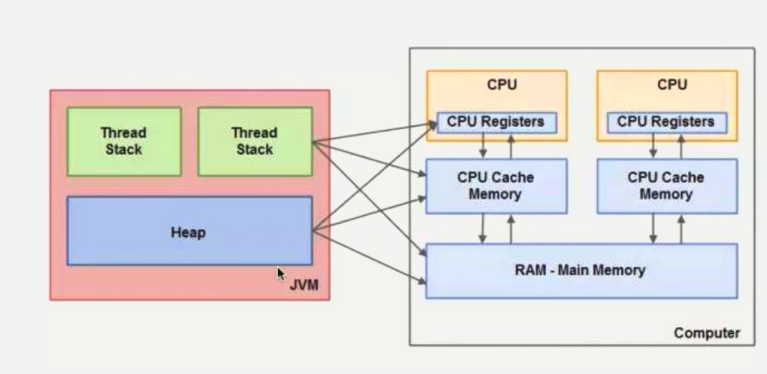 Thread
Stack
Thread
Stack
Heap
JVM
CPU
CPU Registers
CPU Cache
Memory
CPU
CPU Registers
CPU Cache
Memory
RAM - Main Memory
Computer